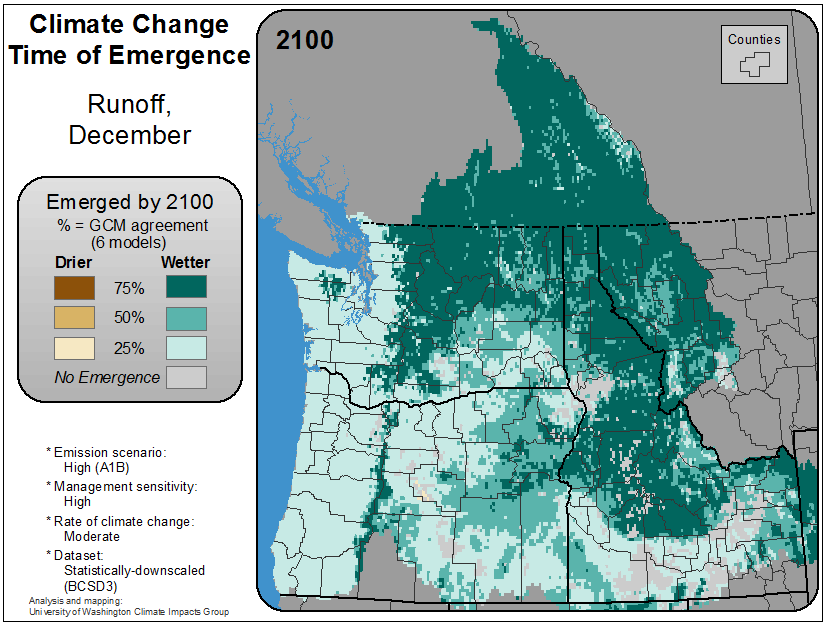 Climate Change
Time of Emergence
Runoff,
December
Emerged by 2100
% = GCM agreement
(6 models)
Drier Wetter
75%
50%
25%
No Emergence
* Emission scenario:
High (A1B)
* Management sensitivity:
High
* Rate of climate change:
Moderate
* Dataset:
Statistically-downscaled
(BCSD3)
Analysis and mapping:
University of Washington Climate Impacts Group
2100
Counties